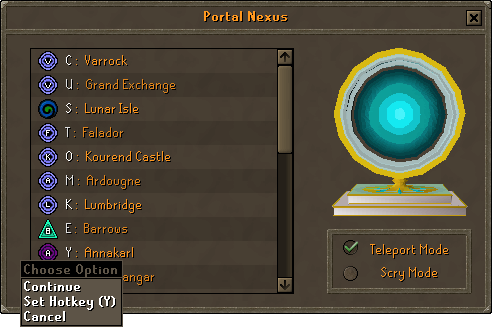 Portal Nexus
C : Varrock
U : Grand Exchange
S : Lunar Isle
T : Falador
O : Kourend Castle
M : Ardougne
K : Lumbridge
E : Barrows
Y : Annakarl
angar
Choose Option
Continue
Set Hotkey (Y)
Cancel
Teleport Mode
Scry Mode